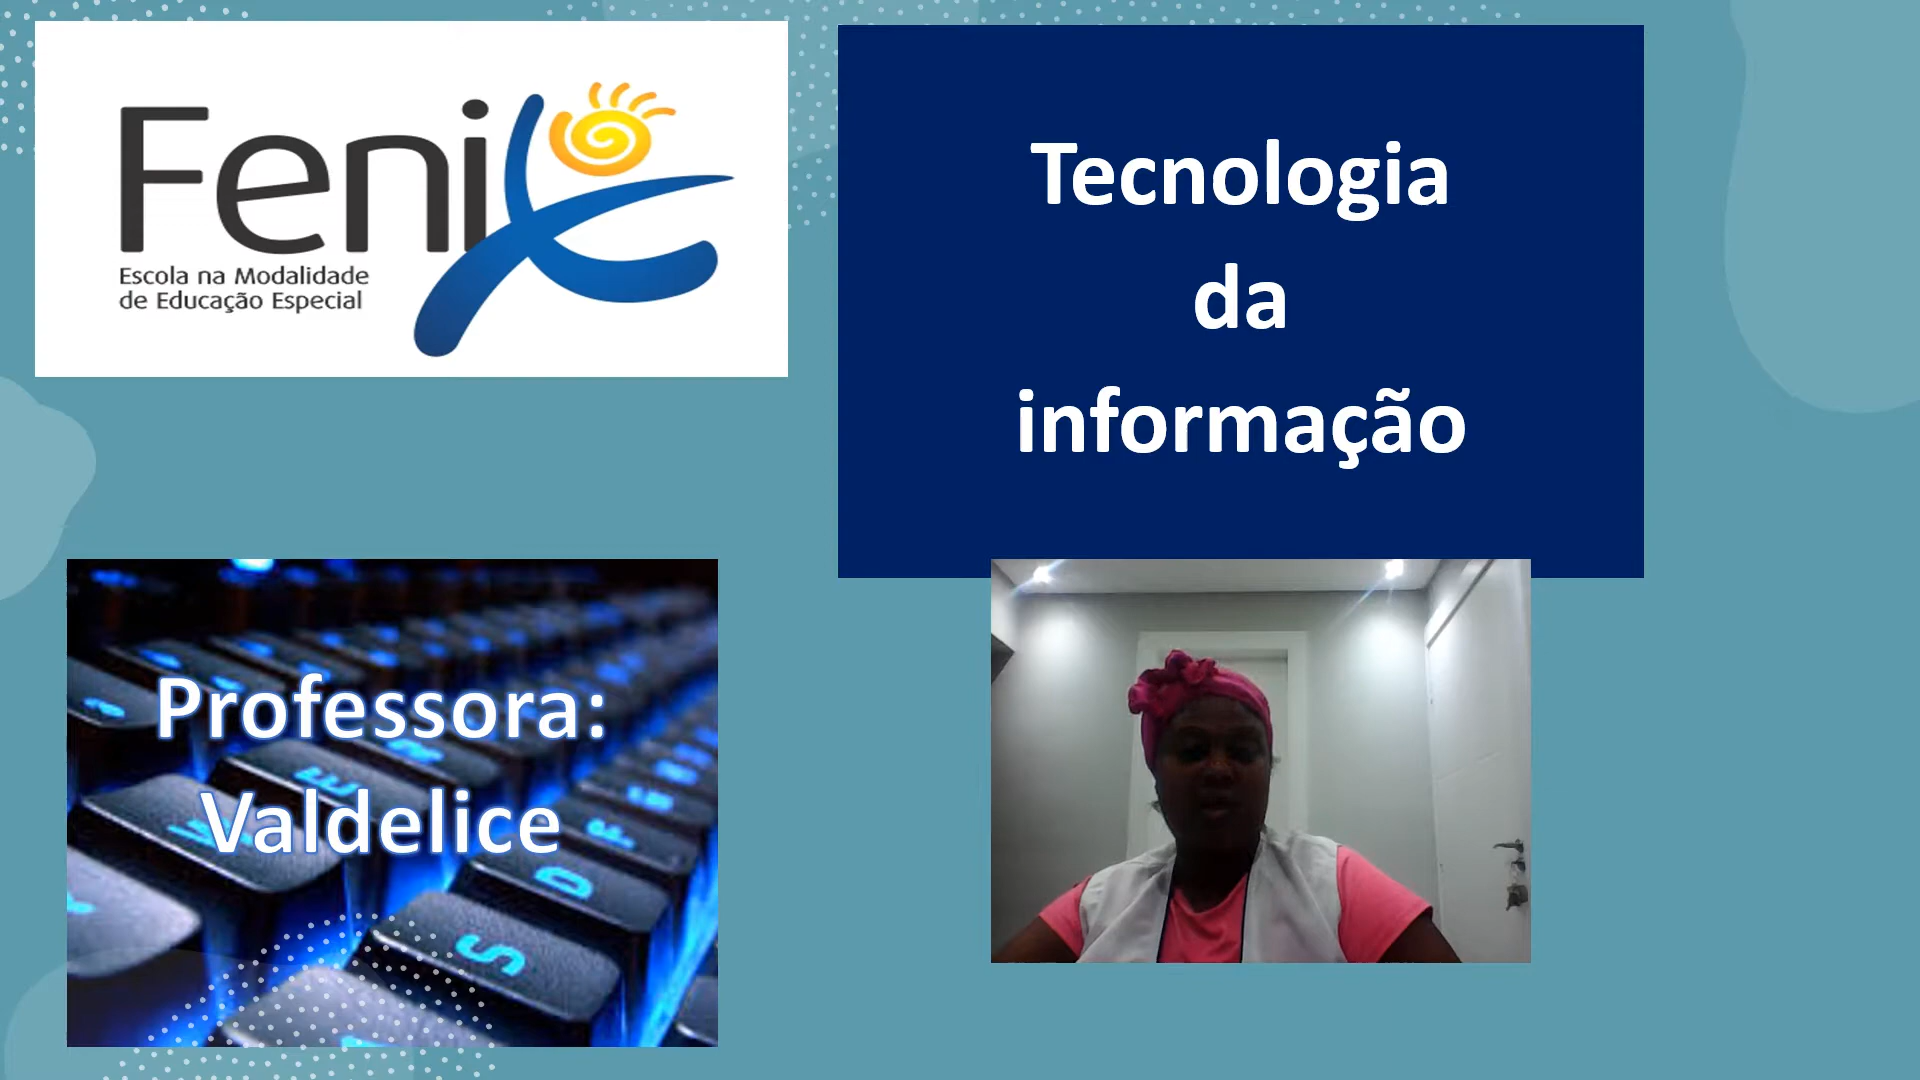 Fenix
Escola na Modalidade
de Educação Especial
Tecnologia
da
informação
Professora:
Valdelice
E
D
F
S